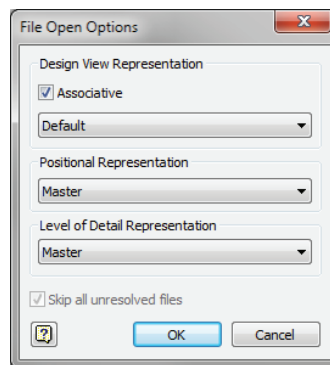 File Open Options
Design View Representation
Associative
Default
Positional Representation
Master
Level of Detail Representation
Master
Skip all unresolved files
OK Cancel